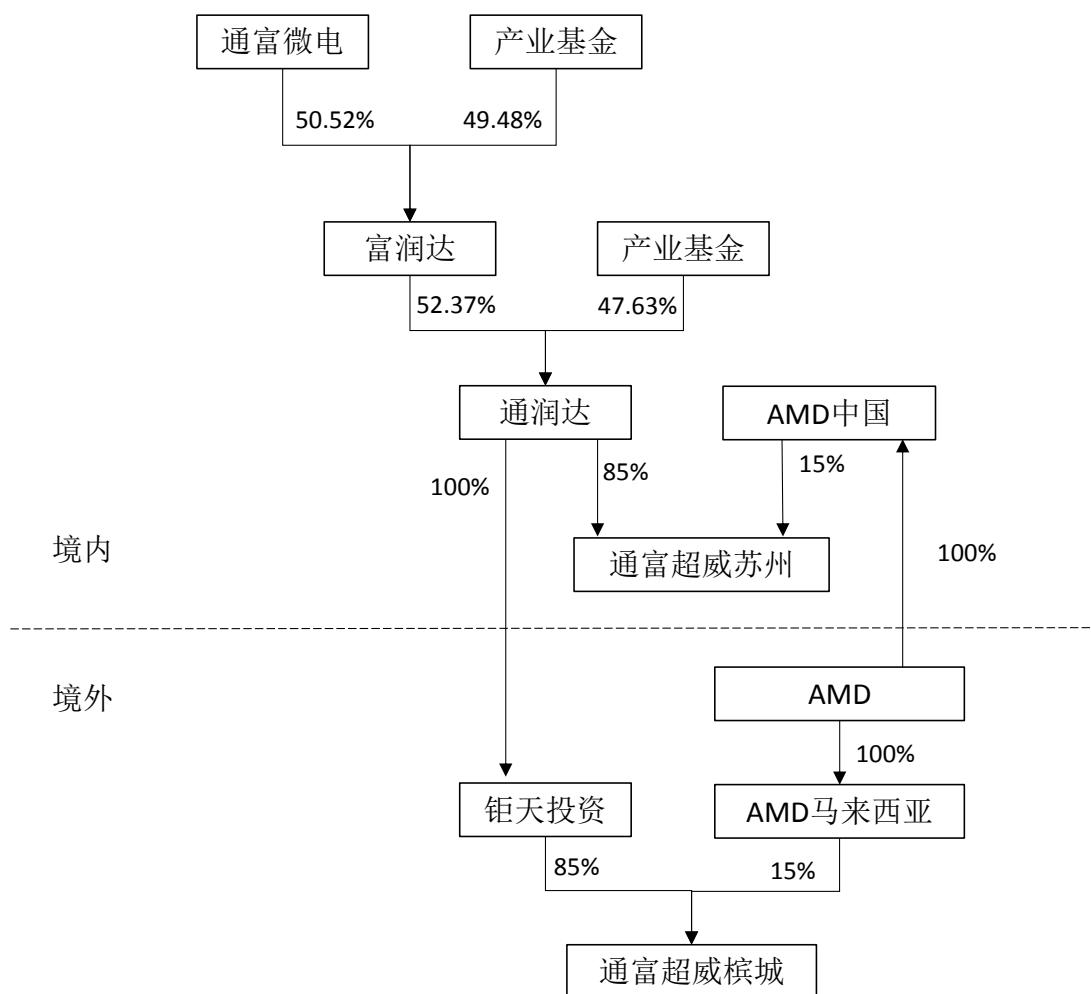 通富微电
产业基金
50.52%
49.48%
富润达
产业基金
52.37%
47.63%
通润达
AMD中国
100%
85%
15%
境内
通富超威苏州
100%
境外
AMD
100%
钜天投资
AMD马来西亚
85%
15%
通富超威槟城